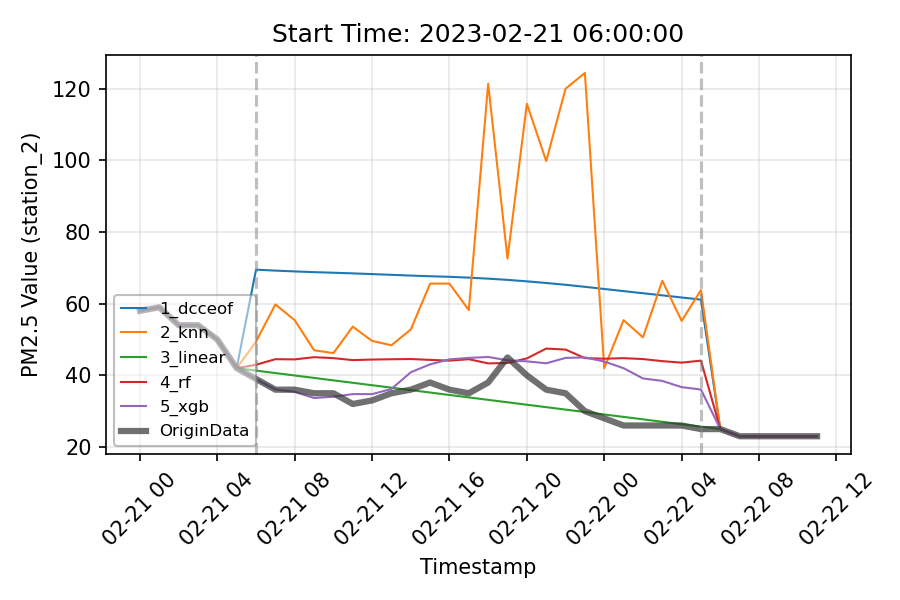 Start Time: 2023-02-21 06:00:00
PM2.5 Value (station_2)
120
100
80
60
40
20
1_dcceof
2_knn
3_linear
4_rf
5_xgb
OriginData
02-21 00
02-21 04
02-21 08
02-21 12
02-21 16
02-21 20
02-22 00
02-22 04
02-22 08
02-22 12
Timestamp